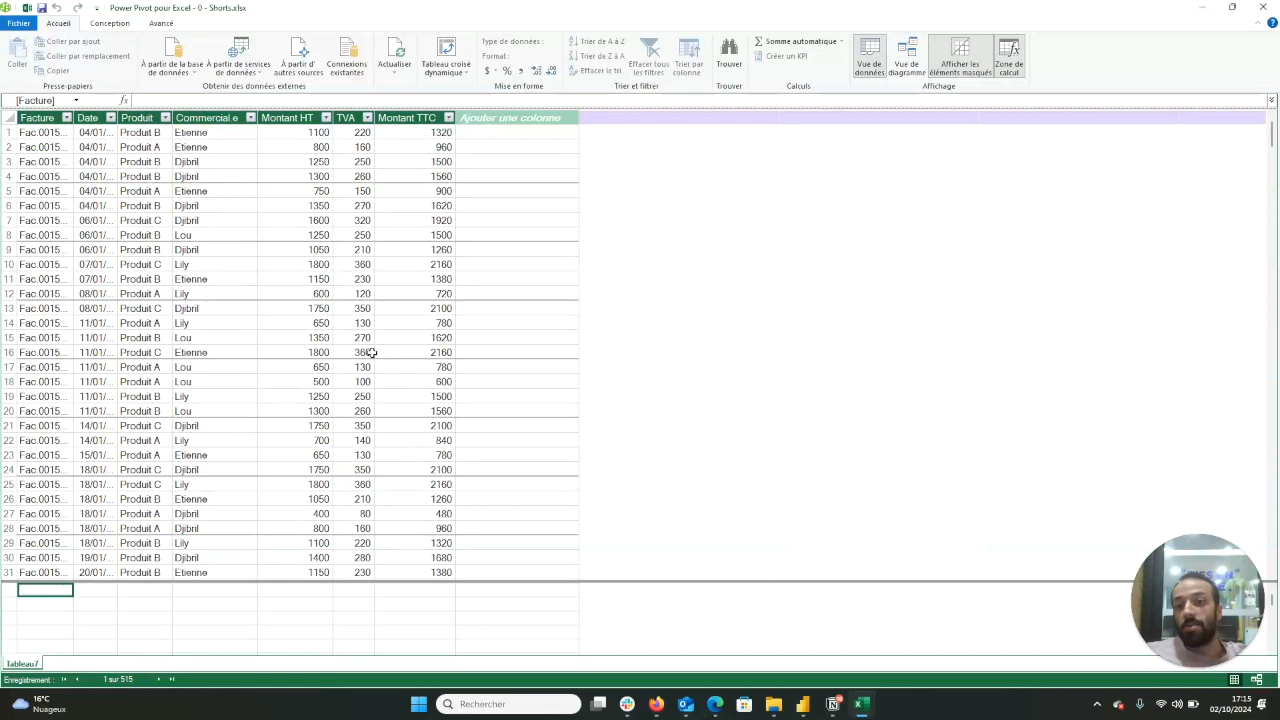 Power Pivot pour Excel - 0 - Shorts.xlsx
Fichier Accueil Conception Avancé
Coller
Coller par ajout
Coller par remplacement
Copier
Presse-papiers
À partir de la base de données
À partir de services de données
À partir d'autres sources
Connexions existantes
Obtenir des données externes
Actualiser
Tableau croisé dynamique
Type de données :
Format :
$ % ,
Mise en forme
Trier de A à Z
Trier de Z à A
Effacer le tri
Effacer tous les filtres
Trier par colonne
Trier et filtrer
Trouver
Trouver
Somme automatique
Créer un KPI
Calculs
Vue de données
Vue de diagramme
Afficher les éléments masqués
Zone de calcul
Affichage
[Facture] fx
Facture Date Produit Commercial.e Montant HT TVA Montant TTC Ajouter une colonne
1 Fac.0015... 04/01/... Produit B Etienne 1100 220 1320
2 Fac.0015... 04/01/... Produit A Etienne 800 160 960
3 Fac.0015... 04/01/... Produit B Djibril 1250 250 1500
4 Fac.0015... 04/01/... Produit B Djibril 1300 260 1560
5 Fac.0015... 04/01/... Produit A Etienne 750 150 900
6 Fac.0015... 04/01/... Produit B Djibril 1350 270 1620
7 Fac.0015... 06/01/... Produit C Djibril 1600 320 1920
8 Fac.0015... 06/01/... Produit B Lou 1250 250 1500
9 Fac.0015... 06/01/... Produit B Djibril 1050 210 1260
10 Fac.0015... 07/01/... Produit C Lily 1800 360 2160
11 Fac.0015... 07/01/... Produit B Etienne 1150 230 1380
12 Fac.0015... 08/01/... Produit A Lily 600 120 720
13 Fac.0015... 08/01/... Produit C Djibril 1750 350 2100
14 Fac.0015... 11/01/... Produit A Lily 650 130 780
15 Fac.0015... 11/01/... Produit B Lou 1350 270 1620
16 Fac.0015... 11/01/... Produit C Etienne 1800 360 2160
17 Fac.0015... 11/01/... Produit A Lou 650 130 780
18 Fac.0015... 11/01/... Produit A Lou 500 100 600
19 Fac.0015... 11/01/... Produit B Lily 1250 250 1500
20 Fac.0015... 11/01/... Produit B Lou 1300 260 1560
21 Fac.0015... 14/01/... Produit C Djibril 1750 350 2100
22 Fac.0015... 14/01/... Produit A Lily 700 140 840
23 Fac.0015... 15/01/... Produit A Etienne 650 130 780
24 Fac.0015... 18/01/... Produit C Djibril 1750 350 2100
25 Fac.0015... 18/01/... Produit C Lily 1800 360 2160
26 Fac.0015... 18/01/... Produit B Etienne 1050 210 1260
27 Fac.0015... 18/01/... Produit A Djibril 400 80 480
28 Fac.0015... 18/01/... Produit A Djibril 800 160 960
29 Fac.0015... 18/01/... Produit B Lily 1100 220 1320
30 Fac.0015... 19/01/... Produit B Djibril 1400 280 1680
31 Fac.0015... 20/01/... Produit B Etienne 1150 230 1380
Tableau7
Enregistrement : 1 sur 515
16°C
Nuageux
Rechercher
17:15
02/10/2024